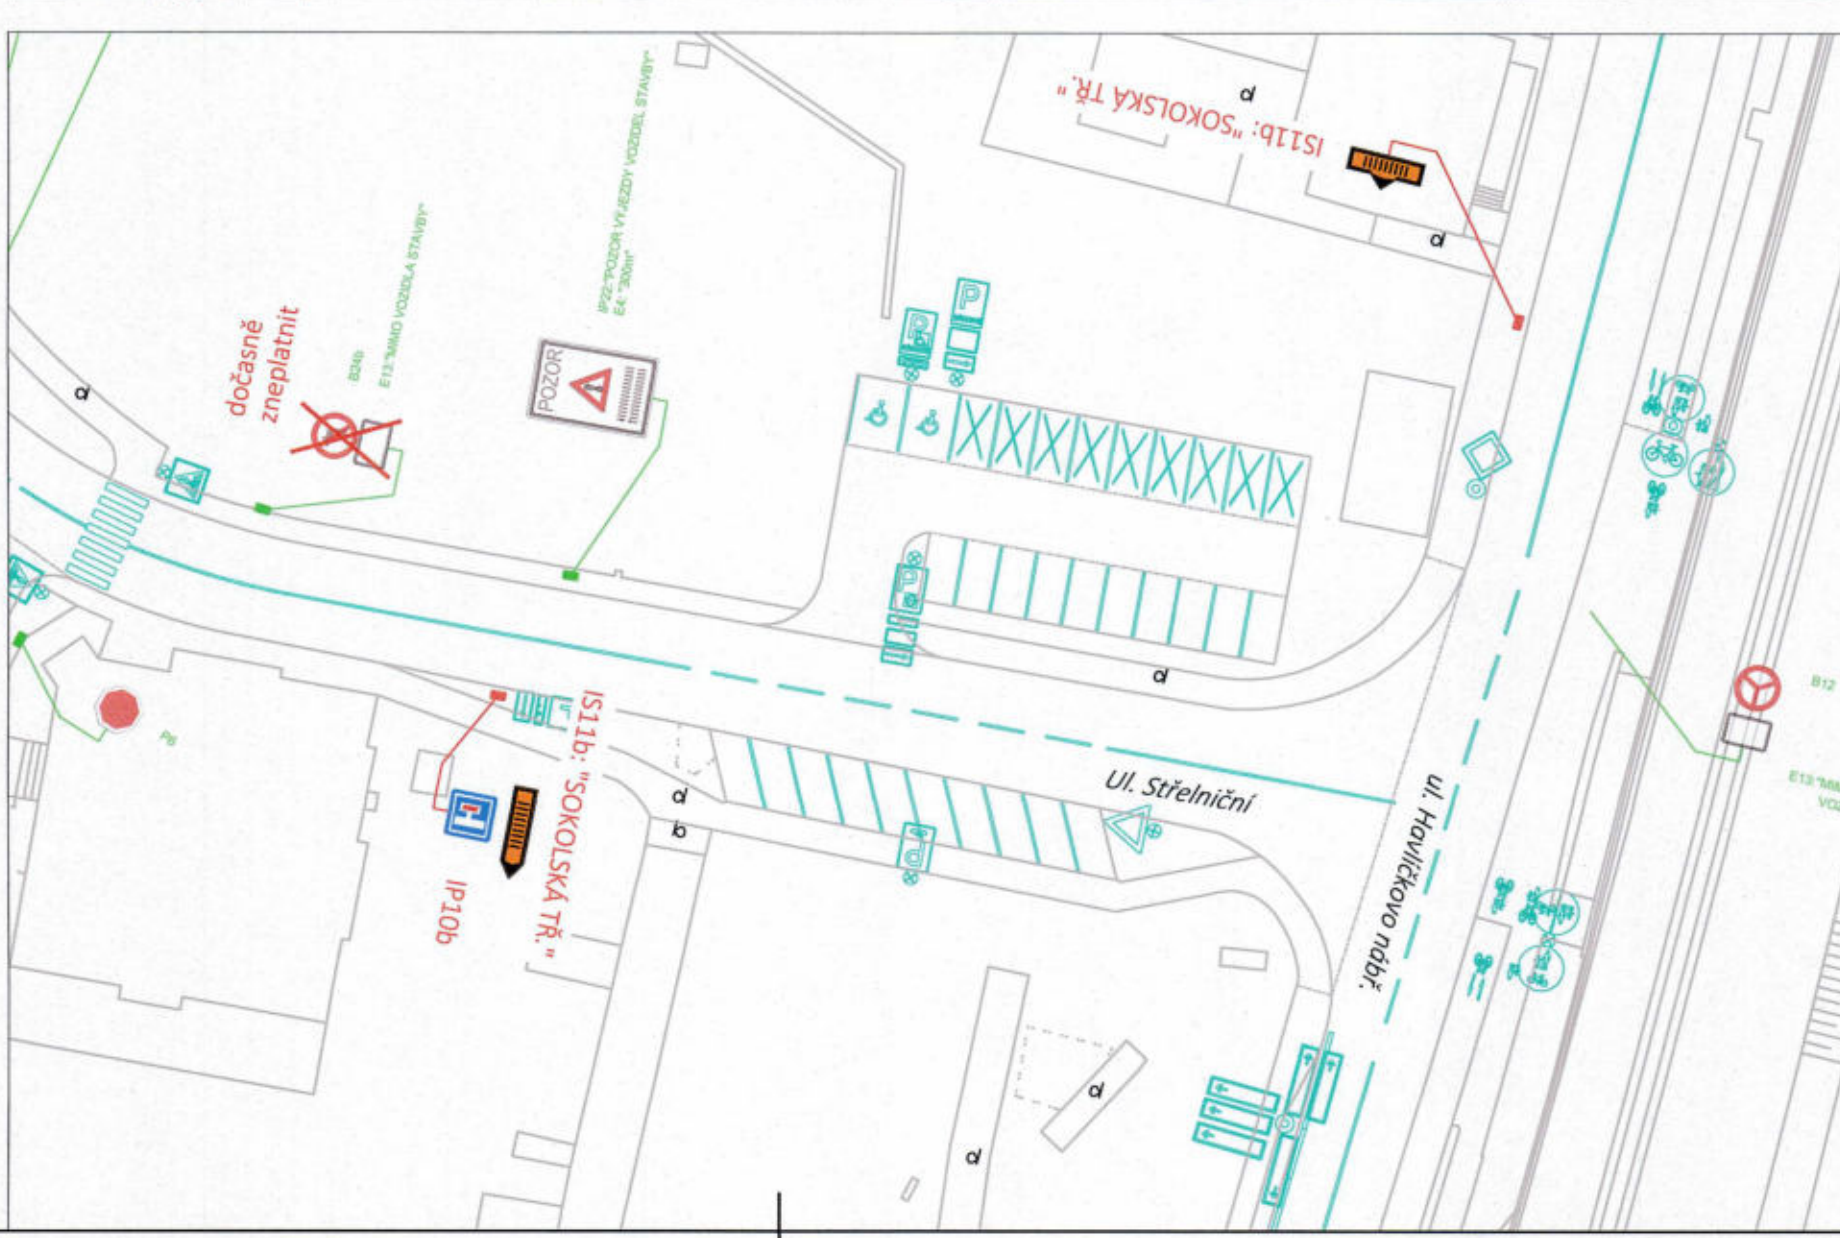 IS11b: "SOKOLSKÁ TŘ."
dočasně
zneplatnit
B24b
E13:"MIMO VOZIDLA STAVBY"
IP22:"POZOR VÝJEZDY VOZIDEL STAVBY"
E4: "300m"
POZOR
P
P
P
B12
P6
IS11b: "SOKOLSKÁ TŘ."
IP10b
Ul. Střelniční
ul. Havlíčkovo nábř.